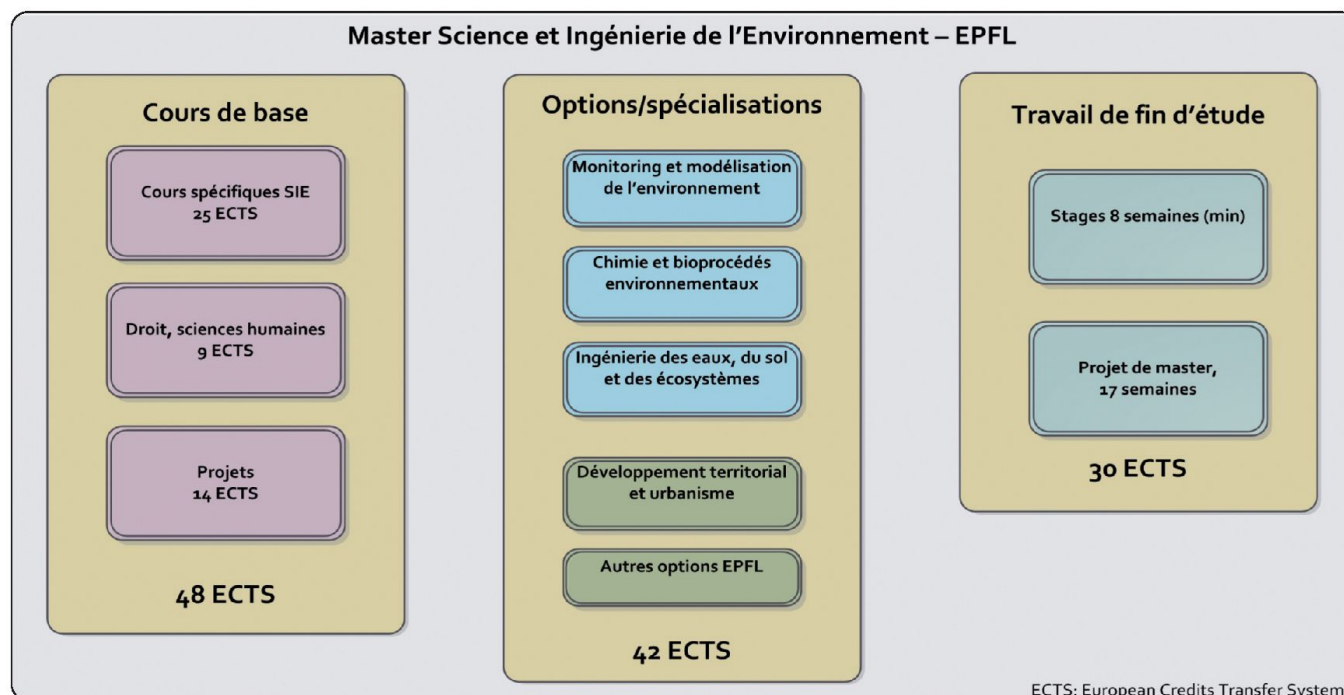 Master Science et Ingénierie de l'Environnement – EPFL
Cours de base
Cours spécifiques SIE
25 ECTS
Droit, sciences humaines
9 ECTS
Projets
14 ECTS
48 ECTS
Options/spécialisations
Monitoring et modélisation
de l'environnement
Chimie et bioprocédés
environnementaux
Ingénierie des eaux, du sol
et des écosystèmes
Développement territorial
et urbanisme
Autres options EPFL
42 ECTS
Travail de fin d'étude
Stages 8 semaines (min)
Projet de master,
17 semaines
30 ECTS
ECTS: European Credits Transfer System